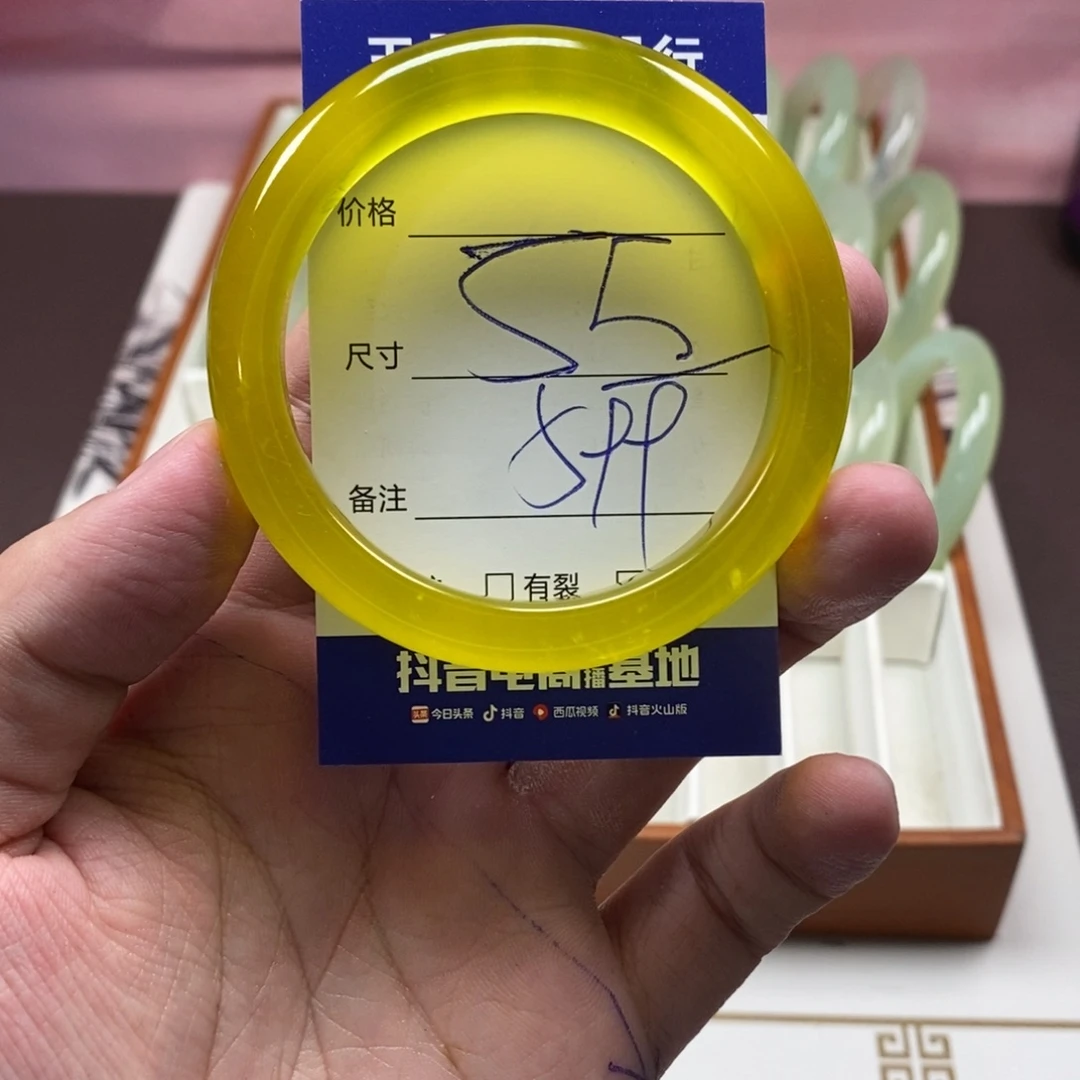 行
价格
尺寸
55
备注
□有裂
抖音电商直播基地
今日头条 抖音 西瓜视频 抖音火山版